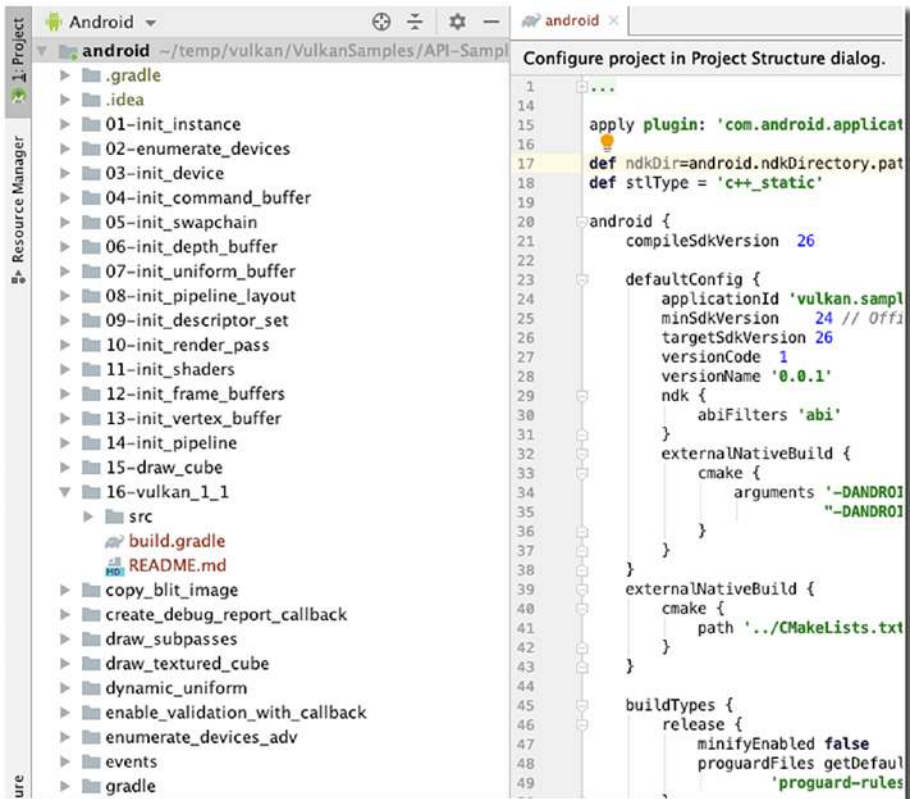 1: Project
Resource Manager
ure
Android
android ~/temp/vulkan/VulkanSamples/API-Sampl
.gradle
.idea
01-init_instance
02-enumerate_devices
03-init_device
04-init_command_buffer
05-init_swapchain
06-init_depth_buffer
07-init_uniform_buffer
08-init_pipeline_layout
09-init_descriptor_set
10-init_render_pass
11-init_shaders
12-init_frame_buffers
13-init_vertex_buffer
14-init_pipeline
15-draw_cube
16-vulkan_1_1
src
build.gradle
MD README.md
copy_blit_image
create_debug_report_callback
draw_subpasses
draw_textured_cube
dynamic_uniform
enable_validation_with_callback
enumerate_devices_adv
events
gradle
android
Configure project in Project Structure dialog.
1 ...
14
15 apply plugin: 'com.android.applicat
16
17 def ndkDir=android.ndkDirectory.pat
18 def stlType = 'c++_static'
19
20 android {
21 compileSdkVersion 26
22
23 defaultConfig {
24 applicationId 'vulkan.sampl
25 minSdkVersion 24 // Offi
26 targetSdkVersion 26
27 versionCode 1
28 versionName '0.0.1'
29 ndk {
30 abiFilters 'abi'
31 }
32 externalNativeBuild {
33 cmake {
34 arguments '-DANDROI
35 "-DANDROI
36 }
37 }
38 }
39 externalNativeBuild {
40 cmake {
41 path '../CMakeLists.txt
42 }
43 }
44
45 buildTypes {
46 release {
47 minifyEnabled false
48 proguardFiles getDefaul
49 'proguard-rules